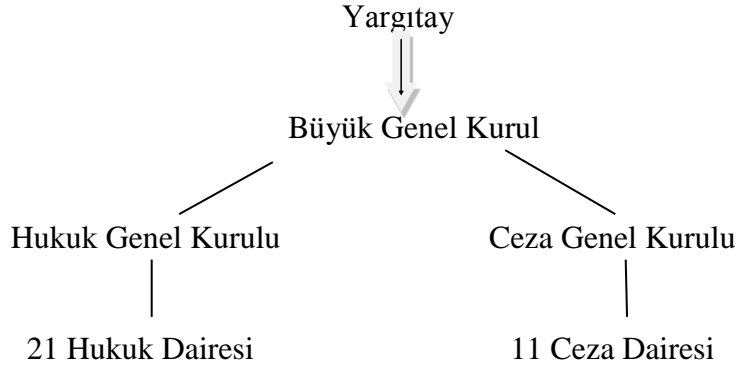 Yargıtay
Büyük Genel Kurul
Hukuk Genel Kurulu Ceza Genel Kurulu
21 Hukuk Dairesi 11 Ceza Dairesi